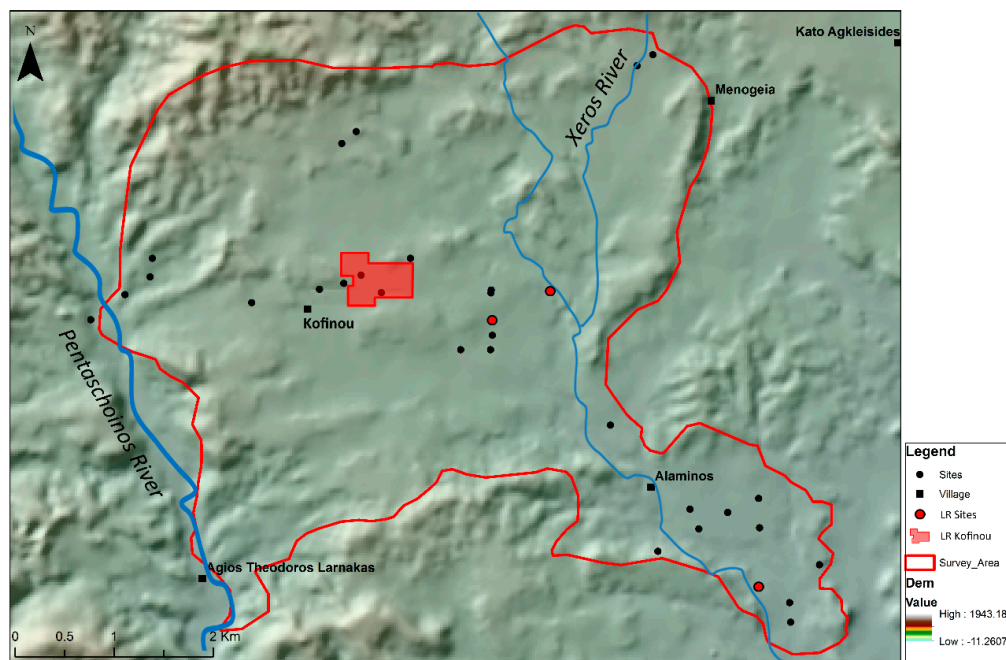 N
Kato Agkleisides
Xeros River
Menogeia
Kofinou
Pentaschoinos River
Alaminos
Agios Theodoros Larnakas
0 0.5 1 2 Km
Legend
Sites
Village
LR Sites
LR Kofinou
Survey_Area
Dem
Value
High : 1943.18
Low : -11.2607